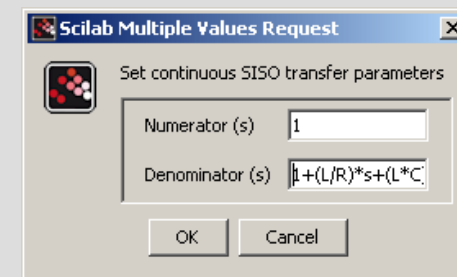 Scilab Multiple Values Request
Set continuous SISO transfer parameters
Numerator (s) 1
Denominator (s) 1+(L/R)*s+(L*C)
OK Cancel